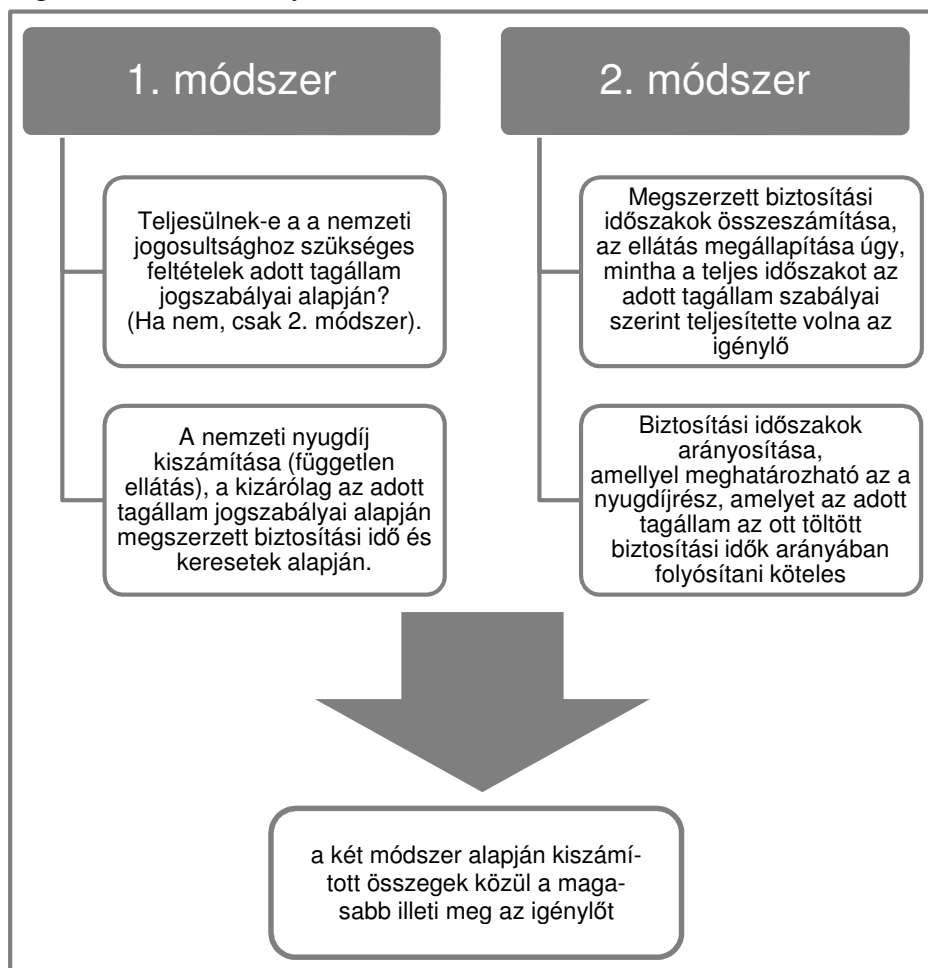 1. módszer
Teljesülnek-e a a nemzeti
jogosultsághoz szükséges
feltételek adott tagállam
jogszabályai alapján?
(Ha nem, csak 2. módszer).
A nemzeti nyugdíj
kiszámítása (független
ellátás), a kizárólag az adott
tagállam jogszabályai alapján
megszerzett biztosítási idő és
keresetek alapján.
2. módszer
Megszerzett biztosítási
időszakok összeszámítása,
az ellátás megállapítása úgy,
mintha a teljes időszakot az
adott tagállam szabályai
szerint teljesítette volna az
igénylő
Biztosítási időszakok
arányosítása,
amellyel meghatározható az a
nyugdíjrész, amelyet az adott
tagállam az ott töltött
biztosítási idők arányában
folyósítani köteles
a két módszer alapján kiszámí-
tott összegek közül a maga-
sabb illeti meg az igénylőt